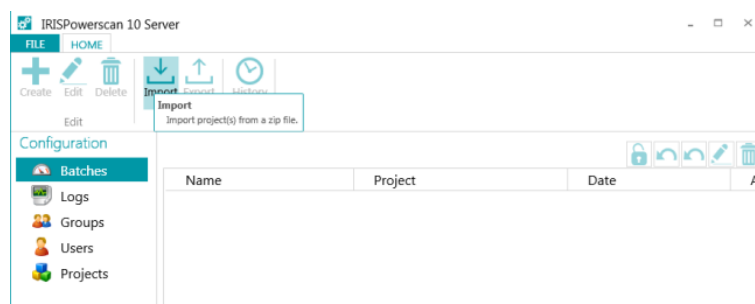 IRISPowerscan 10 Server
FILE HOME
Create Edit Delete Import Export History
Import
Import project(s) from a zip file.
Edit
Configuration
Batches
Name Project Date A
Logs
Groups
Users
Projects